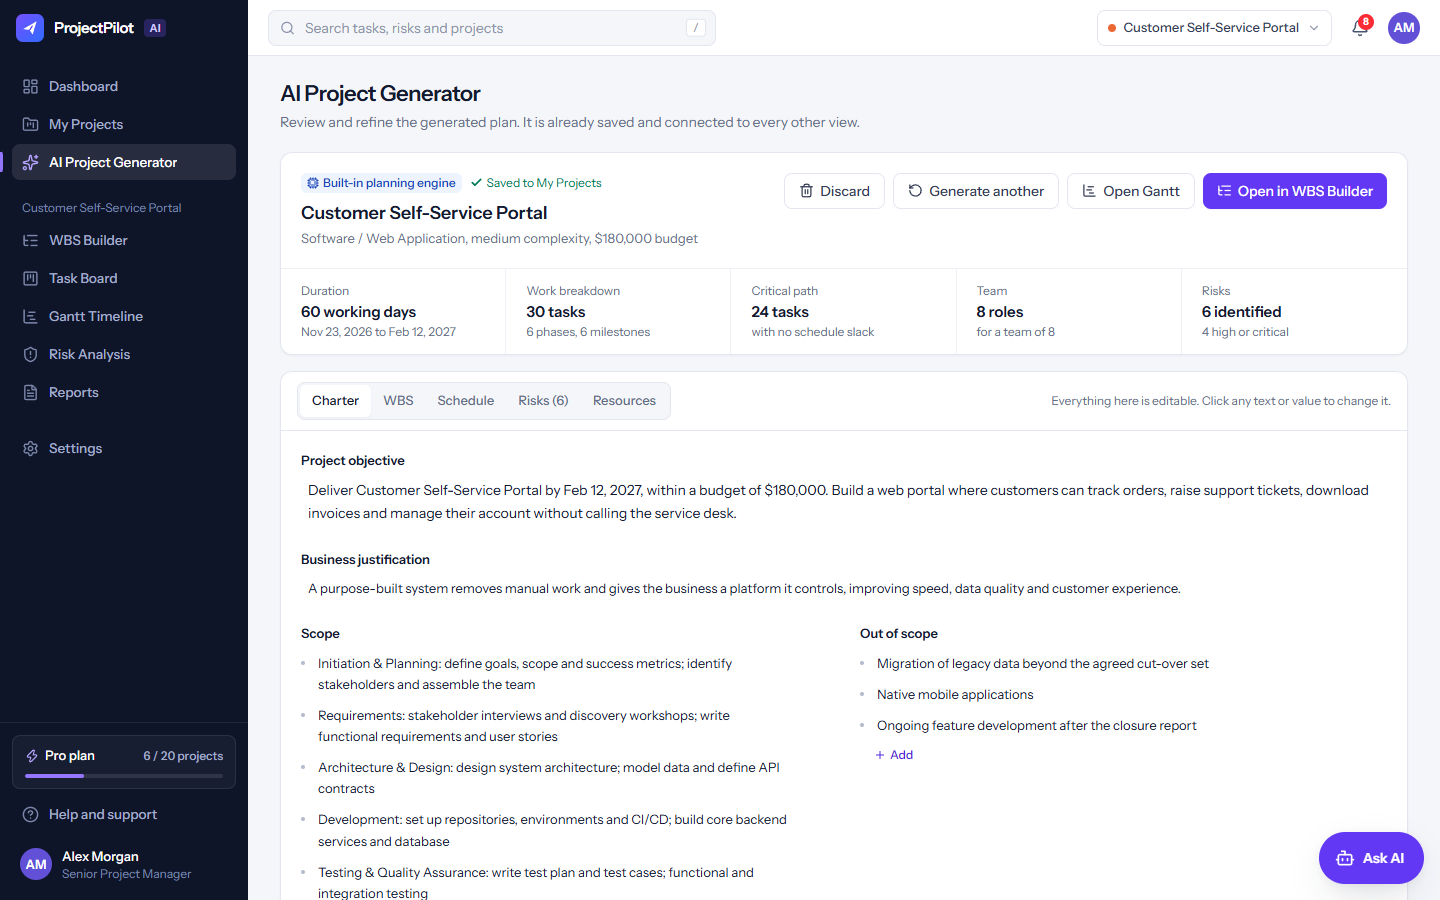 ProjectPilot AI
Search tasks, risks and projects /
Customer Self-Service Portal
8
AM
Dashboard
My Projects
AI Project Generator
Customer Self-Service Portal
WBS Builder
Task Board
Gantt Timeline
Risk Analysis
Reports
Settings
Pro plan 6 / 20 projects
Help and support
AM
Alex Morgan
Senior Project Manager
AI Project Generator
Review and refine the generated plan. It is already saved and connected to every other view.
Built-in planning engine Saved to My Projects
Customer Self-Service Portal
Software / Web Application, medium complexity, $180,000 budget
Discard
Generate another
Open Gantt
Open in WBS Builder
Duration
60 working days
Nov 23, 2026 to Feb 12, 2027
Work breakdown
30 tasks
6 phases, 6 milestones
Critical path
24 tasks
with no schedule slack
Team
8 roles
for a team of 8
Risks
6 identified
4 high or critical
Charter WBS Schedule Risks (6) Resources
Everything here is editable. Click any text or value to change it.
Project objective
Deliver Customer Self-Service Portal by Feb 12, 2027, within a budget of $180,000. Build a web portal where customers can track orders, raise support tickets, download
invoices and manage their account without calling the service desk.
Business justification
A purpose-built system removes manual work and gives the business a platform it controls, improving speed, data quality and customer experience.
Scope
Initiation & Planning: define goals, scope and success metrics; identify
stakeholders and assemble the team
Requirements: stakeholder interviews and discovery workshops; write
functional requirements and user stories
Architecture & Design: design system architecture; model data and define API
contracts
Development: set up repositories, environments and CI/CD; build core backend
services and database
Testing & Quality Assurance: write test plan and test cases; functional and
integration testing
Out of scope
Migration of legacy data beyond the agreed cut-over set
Native mobile applications
Ongoing feature development after the closure report
+ Add
Ask AI